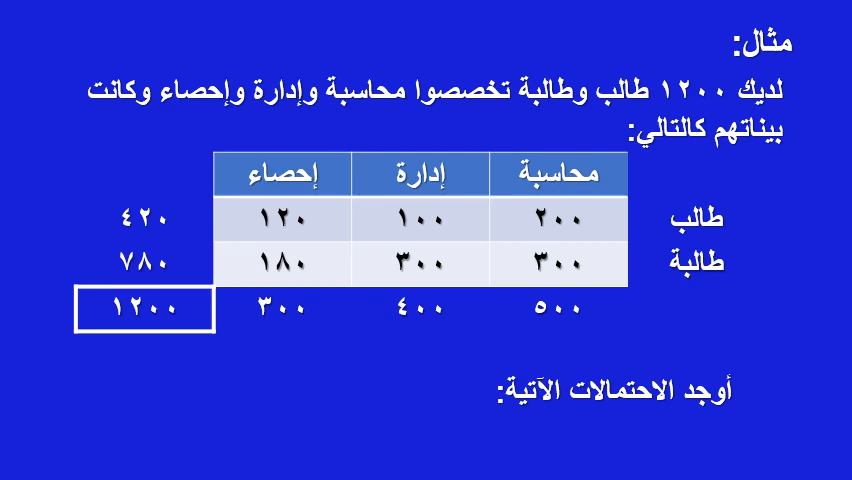 مثال:
لديك ١٢٠٠ طالب وطالبة تخصصوا محاسبة وإدارة وإحصاء وكانت
بيناتهم كالتالي:
محاسبة إدارة إحصاء
طالب ٢٠٠ ١٠٠ ١٢٠ ٤٢٠
طالبة ٣٠٠ ٣٠٠ ١٨٠ ٧٨٠
٥٠٠ ٤٠٠ ٣٠٠ ١٢٠٠
أوجد الاحتمالات الآتية: